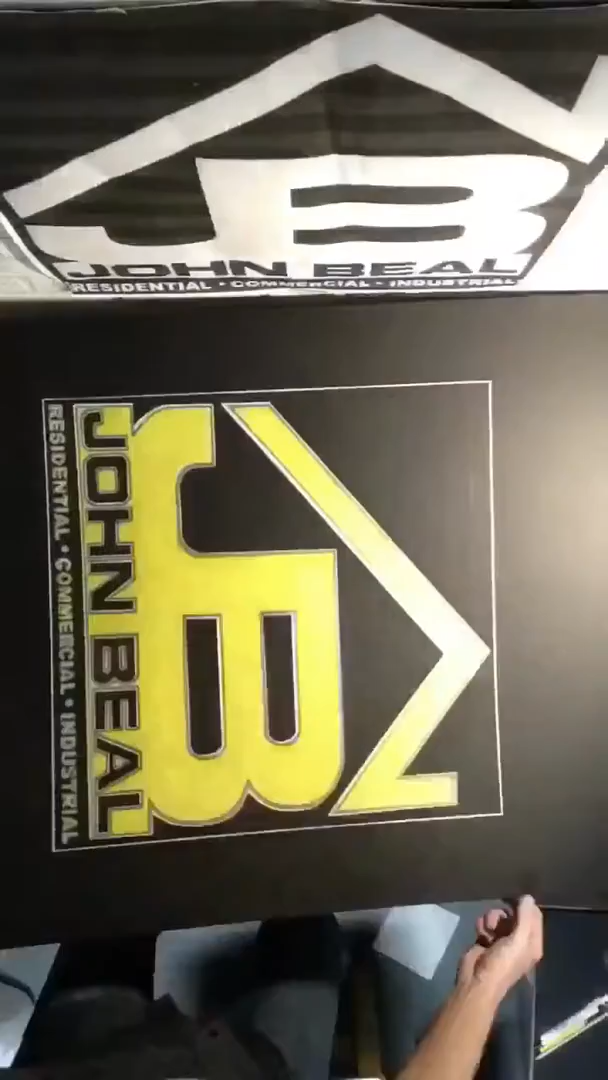 JB
JOHN BEAL
RESIDENTIAL • COMMERCIAL • INDUSTRIAL
JB
JOHN BEAL
RESIDENTIAL • COMMERCIAL • INDUSTRIAL